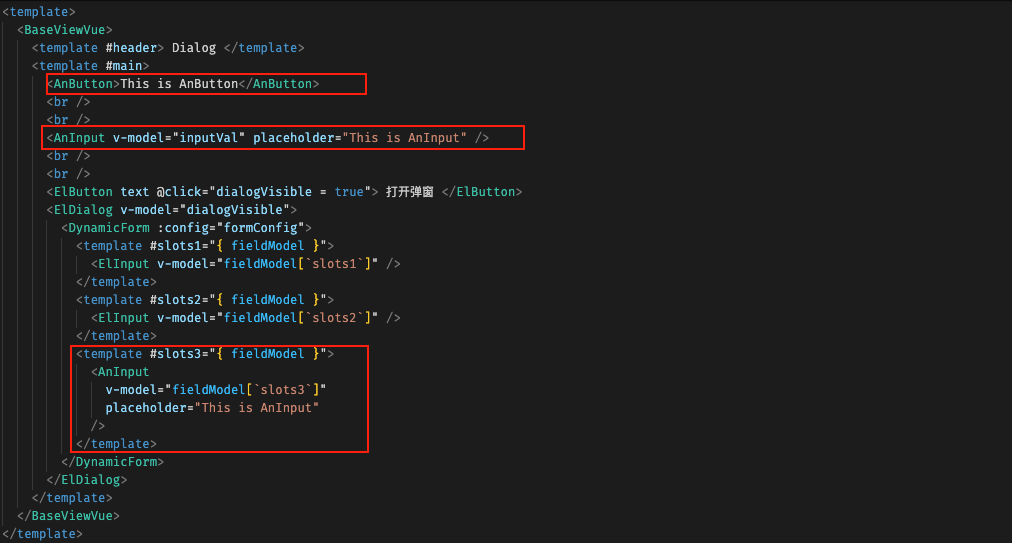 <template>
  <BaseViewVue>
    <template #header> Dialog </template>
    <template #main>
      <AnButton>This is AnButton</AnButton>
      <br />
      <br />
      <AnInput v-model="inputVal" placeholder="This is AnInput" />
      <br />
      <br />
      <ElButton text @click="dialogVisible = true"> 打开弹窗 </ElButton>
      <ElDialog v-model="dialogVisible">
        <DynamicForm :config="formConfig">
          <template #slots1="{ fieldModel }">
            <ElInput v-model="fieldModel[`slots1`]" />
          </template>
          <template #slots2="{ fieldModel }">
            <ElInput v-model="fieldModel[`slots2`]" />
          </template>
          <template #slots3="{ fieldModel }">
            <AnInput
              v-model="fieldModel[`slots3`]"
              placeholder="This is AnInput"
            />
          </template>
        </DynamicForm>
      </ElDialog>
    </template>
  </BaseViewVue>
</template>